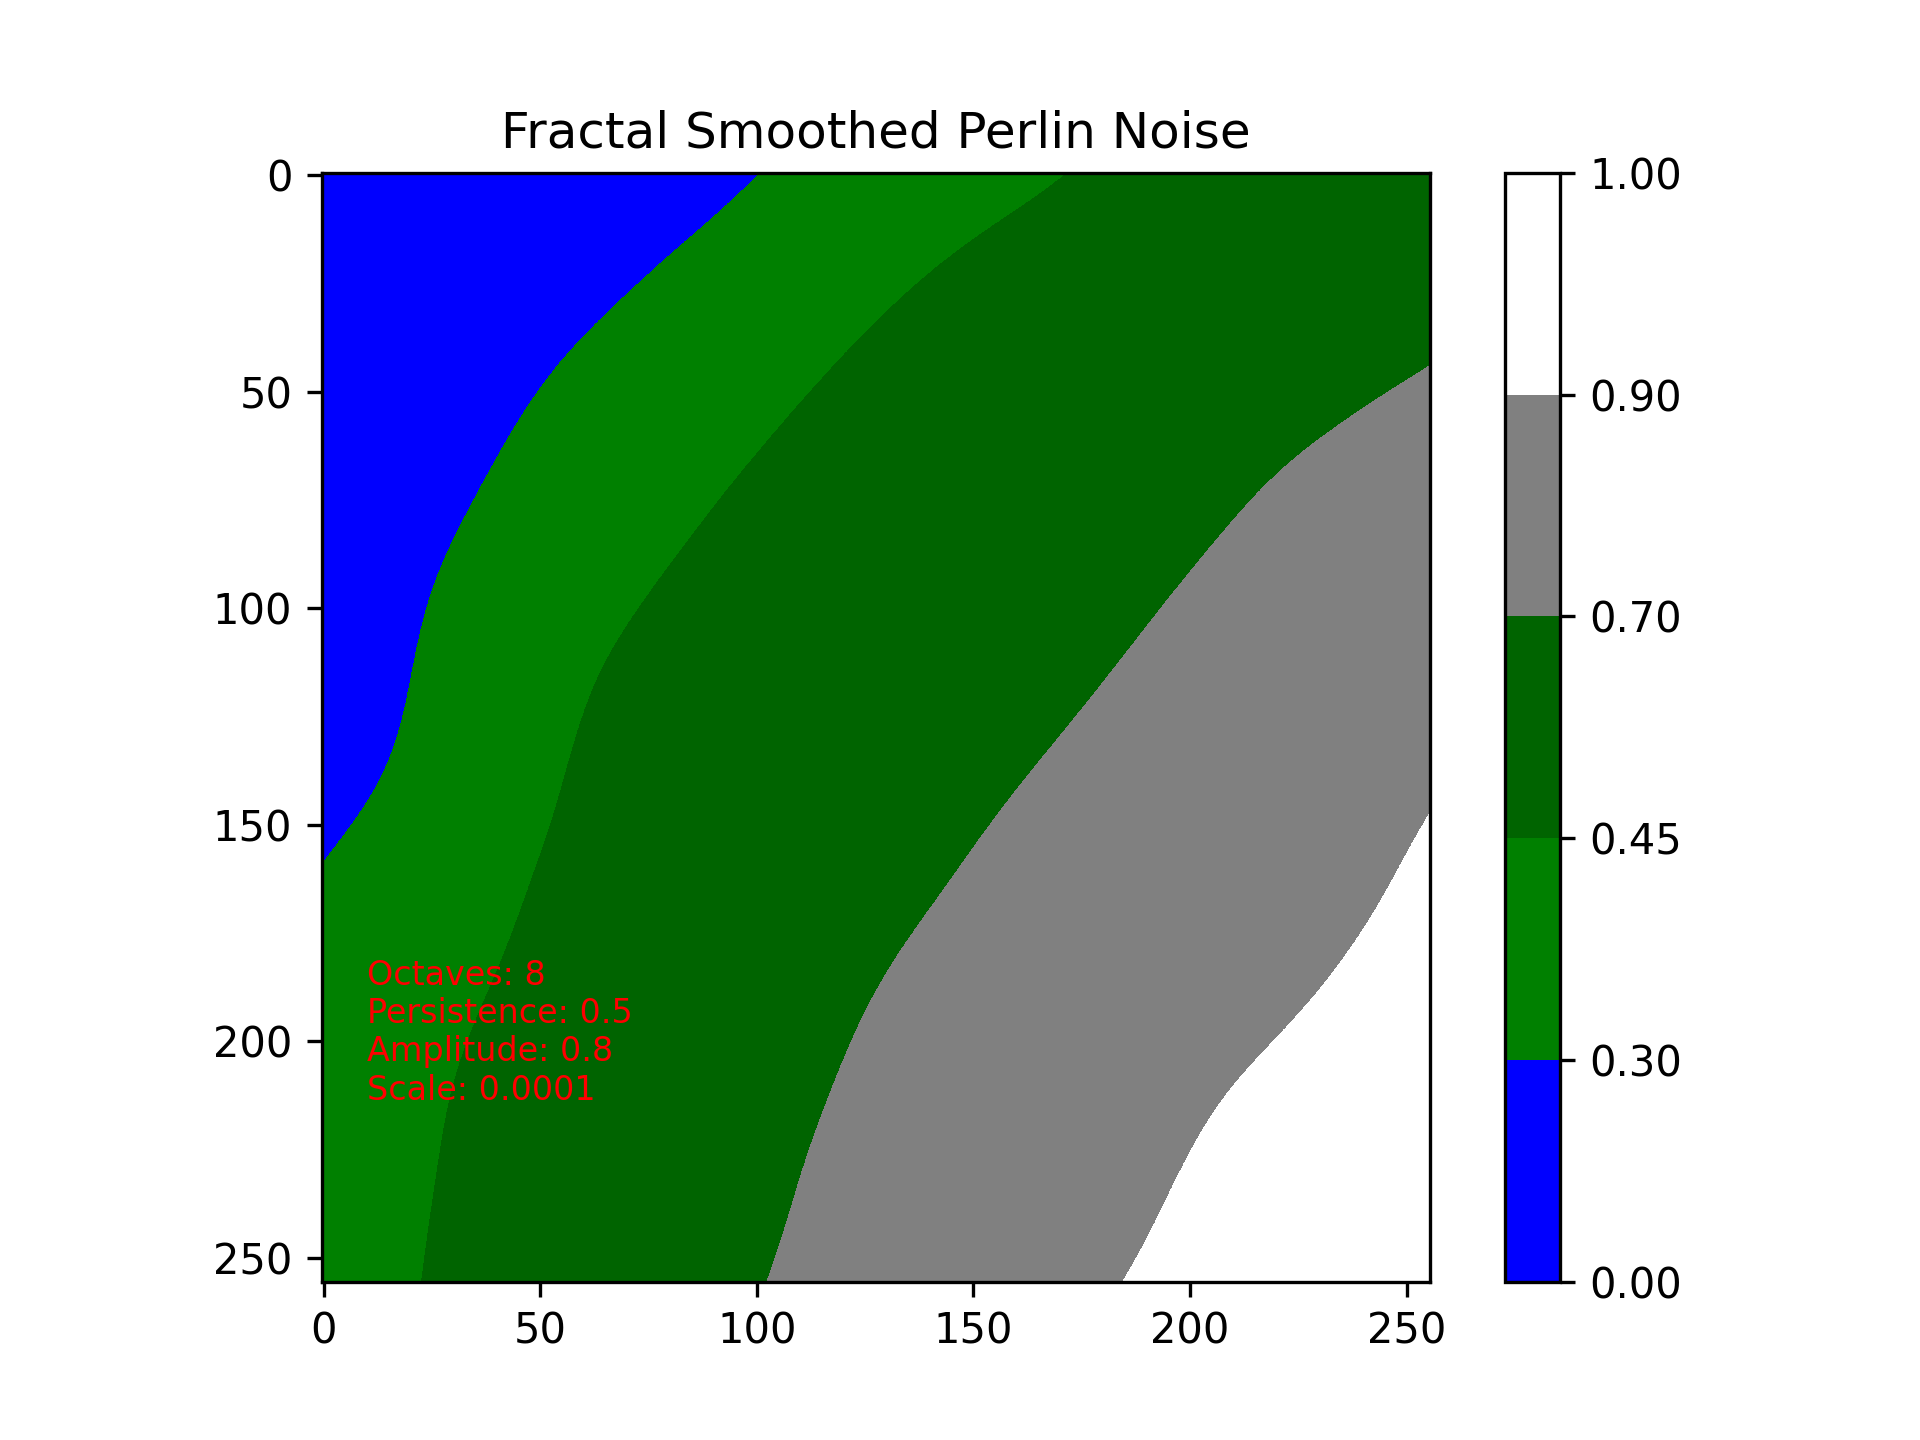 Fractal Smoothed Perlin Noise
0
50
100
150
200
250
Octaves: 8
Persistence: 0.5
Amplitude: 0.8
Scale: 0.0001
0 50 100 150 200 250
1.00
0.90
0.70
0.45
0.30
0.00